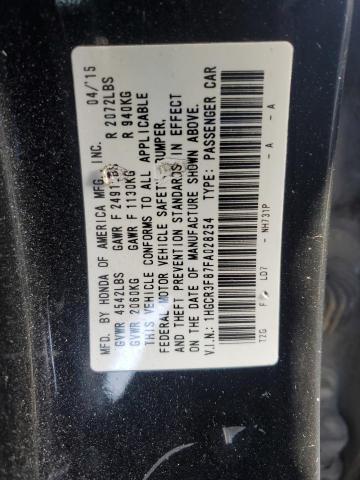 MFD. BY HONDA OF AMERICA MFG., INC. 04/15
GVWR 4542LBS GAWR F 2491LBS R 2072LBS
GVWR 2060KG GAWR F 1130KG R 940KG
THIS VEHICLE CONFORMS TO ALL APPLICABLE
FEDERAL MOTOR VEHICLE SAFETY, BUMPER,
AND THEFT PREVENTION STANDARDS IN EFFECT
ON THE DATE OF MANUFACTURE SHOWN ABOVE.
V.I.N.: 1HGCR3F87FA028254 TYPE: PASSENGER CAR
T2G F LD7 - NH731P - A - A